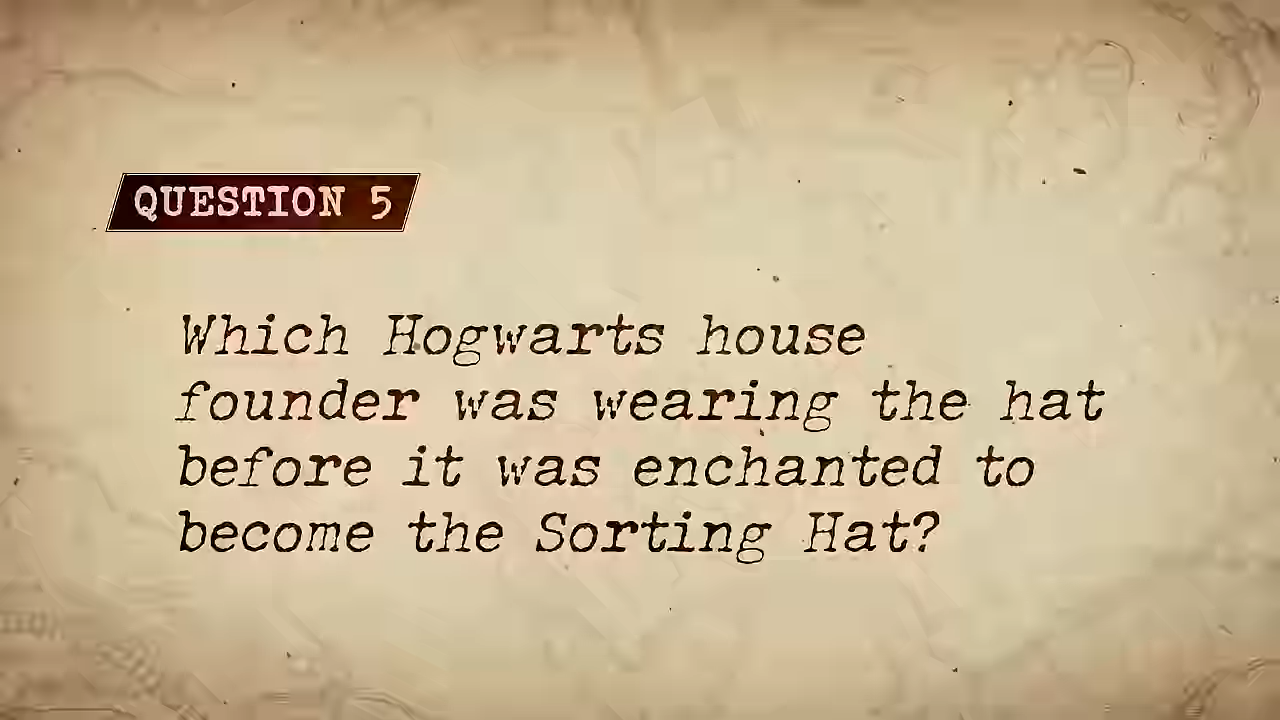 QUESTION 5
Which Hogwarts house
founder was wearing the hat
before it was enchanted to
become the Sorting Hat?